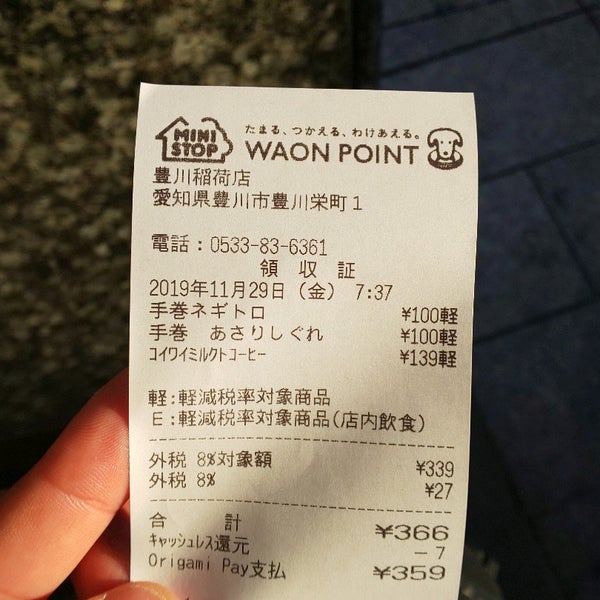 MINI STOP
たまる、つかえる、わけあえる。
WAON POINT
豊川稲荷店
愛知県豊川市豊川栄町1
電話：0533-83-6361
領 収 証
2019年11月29日（金） 7:37
手巻ネギトロ ¥100軽
手巻 あさりしぐれ ¥100軽
ｺｲﾜｲﾐﾙｸﾄｺｰﾋｰ ¥139軽
軽：軽減税率対象商品
E：軽減税率対象商品(店内飲食)
外税 8%対象額 ¥339
外税 8% ¥27
合 計 ¥366
ｷｬｯｼｭﾚｽ還元 -7
Origami Pay支払 ¥359